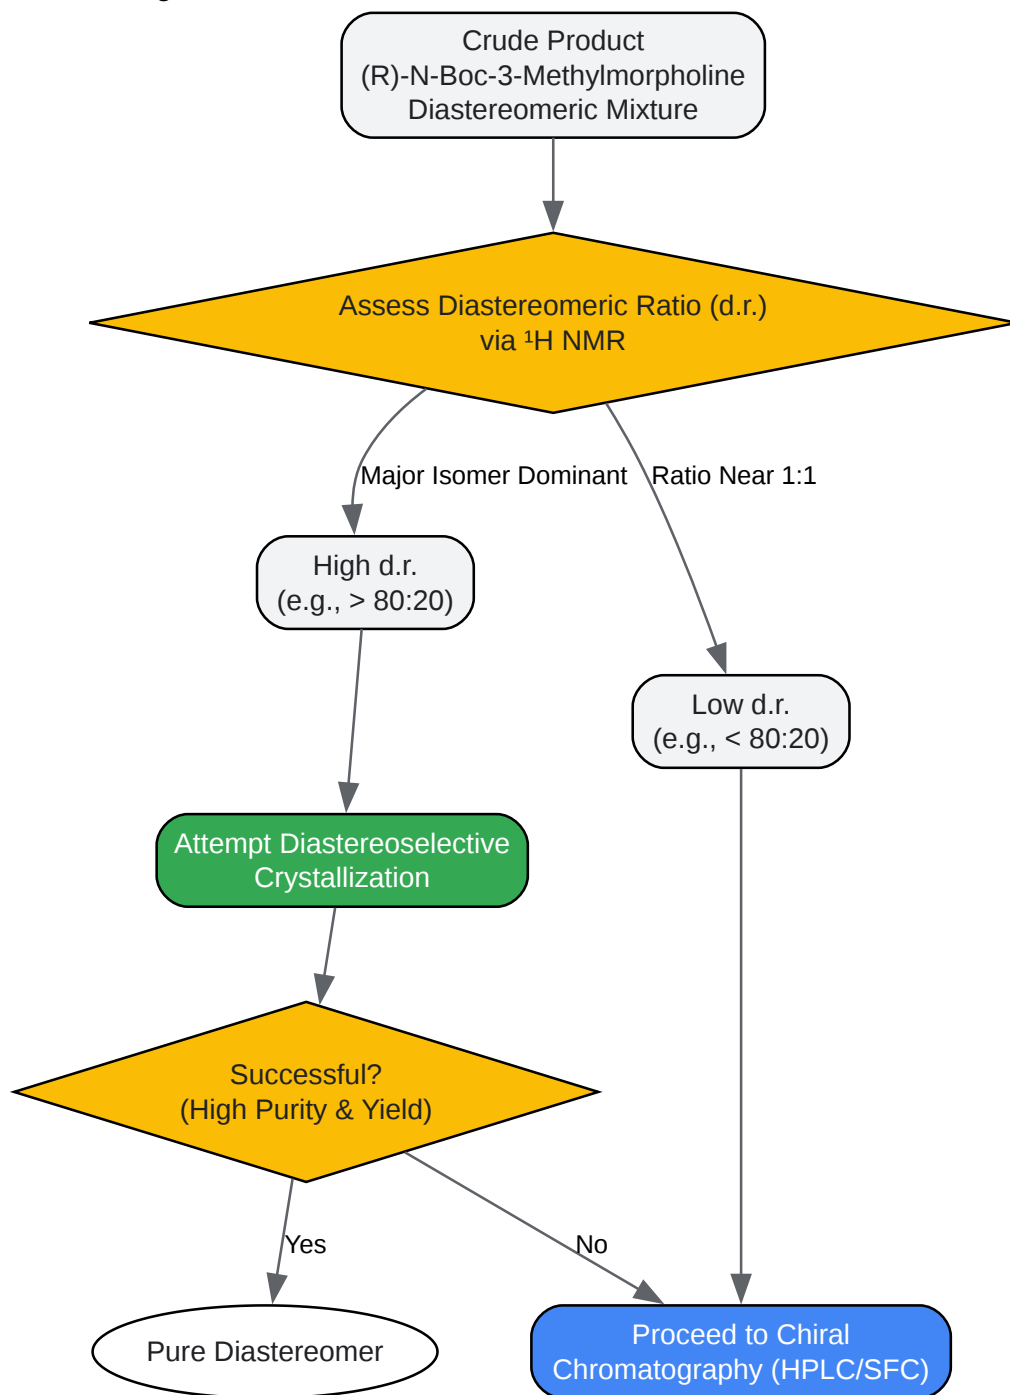 Crude Product
(R)-N-Boc-3-Methylmorpholine
Diastereomeric Mixture
Assess Diastereomeric Ratio (d.r.)
via ¹H NMR
Major Isomer Dominant
Ratio Near 1:1
High d.r.
(e.g., > 80:20)
Low d.r.
(e.g., < 80:20)
Attempt Diastereoselective
Crystallization
Successful?
(High Purity & Yield)
Yes
No
Pure Diastereomer
Proceed to Chiral
Chromatography (HPLC/SFC)